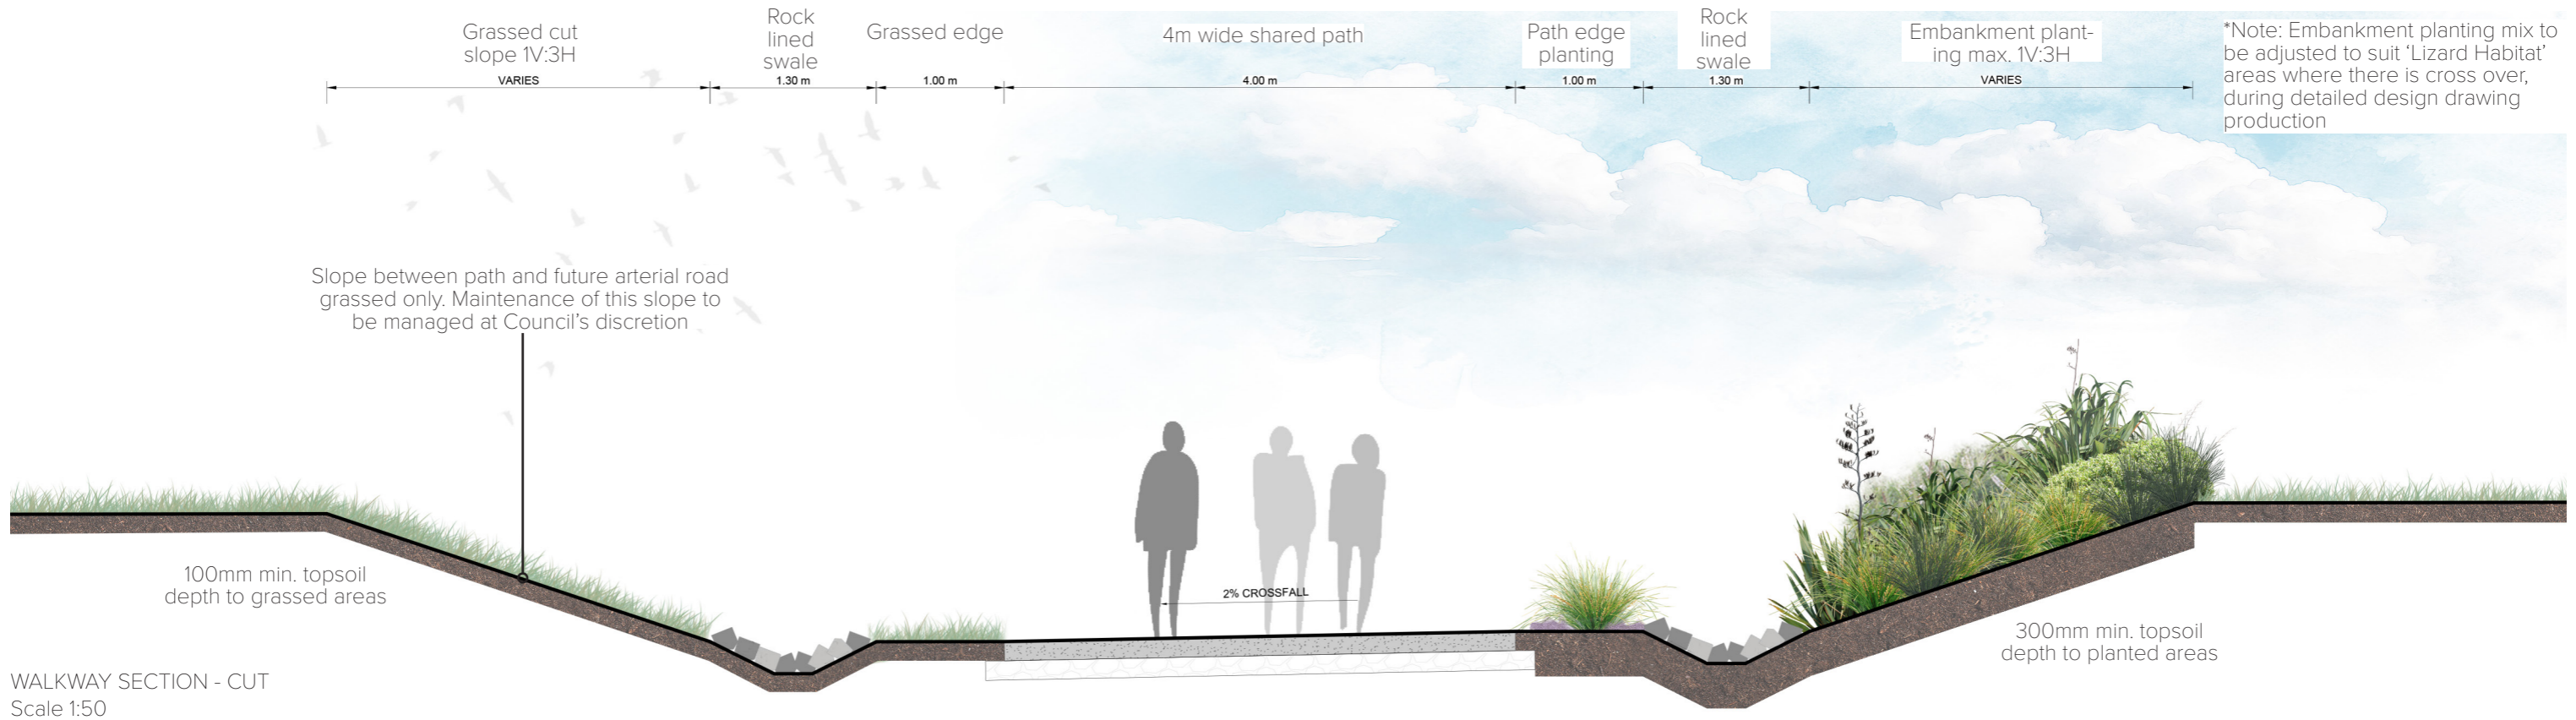 Grassed cut
slope 1V:3H
VARIES
Rock
lined
swale
1.30 m
Grassed edge
1.00 m
4m wide shared path
4.00 m
Path edge
planting
1.00 m
Rock
lined
swale
1.30 m
Embankment plant-
ing max. 1V:3H
VARIES
*Note: Embankment planting mix to
be adjusted to suit ‘Lizard Habitat’
areas where there is cross over,
during detailed design drawing
production
Slope between path and future arterial road
grassed only. Maintenance of this slope to
be managed at Council’s discretion
100mm min. topsoil
depth to grassed areas
2% CROSSFALL
300mm min. topsoil
depth to planted areas
WALKWAY SECTION - CUT
Scale 1:50